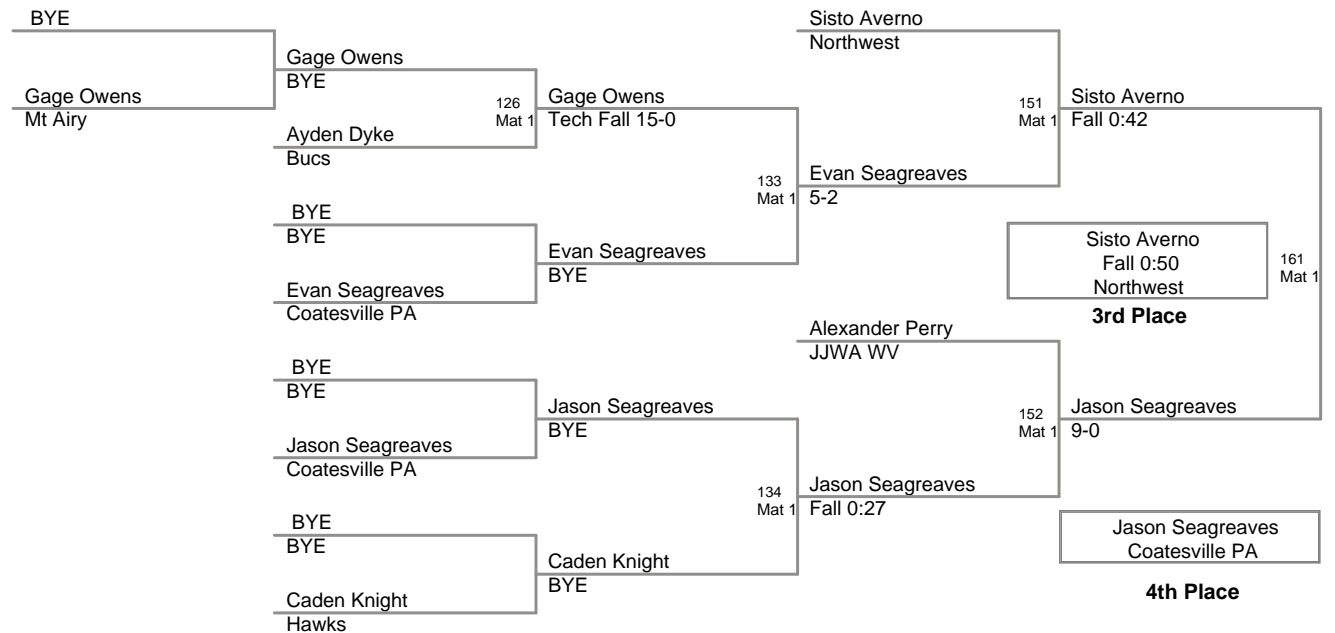 BYE
Gage Owens
Mt Airy
Gage Owens
BYE
Ayden Dyke
Bucs
BYE
BYE
Evan Seagreaves
Coatesville PA
BYE
BYE
Jason Seagreaves
Coatesville PA
BYE
BYE
Caden Knight
Hawks
126
Mat 1
Gage Owens
Tech Fall 15-0
Evan Seagreaves
BYE
Jason Seagreaves
BYE
Caden Knight
BYE
Sisto Averno
Northwest
133
Mat 1
Evan Seagreaves
5-2
Alexander Perry
JJWA WV
134
Mat 1
Jason Seagreaves
Fall 0:27
151
Mat 1
Sisto Averno
Fall 0:42
152
Mat 1
Jason Seagreaves
9-0
Sisto Averno
Fall 0:50
Northwest
3rd Place
161
Mat 1
Jason Seagreaves
Coatesville PA
4th Place